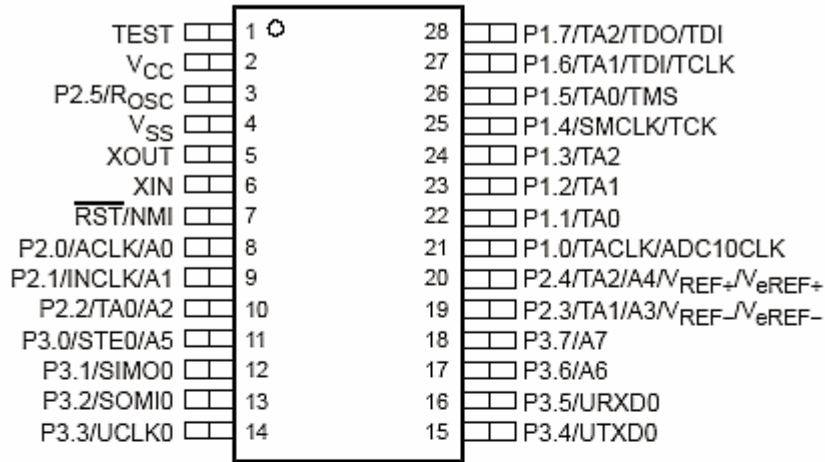 TEST 1 28 P1.7/TA2/TDO/TDI
VCC 2 27 P1.6/TA1/TDI/TCLK
P2.5/ROSC 3 26 P1.5/TA0/TMS
VSS 4 25 P1.4/SMCLK/TCK
XOUT 5 24 P1.3/TA2
XIN 6 23 P1.2/TA1
RST/NMI 7 22 P1.1/TA0
P2.0/ACLK/A0 8 21 P1.0/TACLK/ADC10CLK
P2.1/INCLK/A1 9 20 P2.4/TA2/A4/VREF+/VeREF+
P2.2/TA0/A2 10 19 P2.3/TA1/A3/VREF−/VeREF−
P3.0/STE0/A5 11 18 P3.7/A7
P3.1/SIMO0 12 17 P3.6/A6
P3.2/SOMI0 13 16 P3.5/URXD0
P3.3/UCLK0 14 15 P3.4/UTXD0